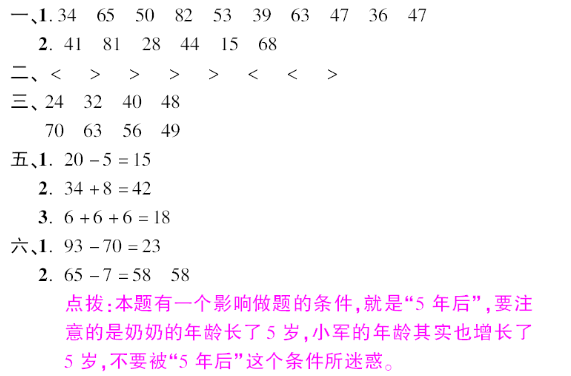 一、1. 34 65 50 82 53 39 63 47 36 47
2. 41 81 28 44 15 68
二、 < > > > > < < >
三、24 32 40 48
70 63 56 49
五、1. 20-5=15
2. 34+8=42
3. 6+6+6=18
六、1. 93-70=23
2. 65-7=58 58
点拨:本题有一个影响做题的条件,就是“5 年后”,要注
意的是奶奶的年龄长了 5 岁,小军的年龄其实也增长了
5 岁,不要被“5 年后”这个条件所迷惑。